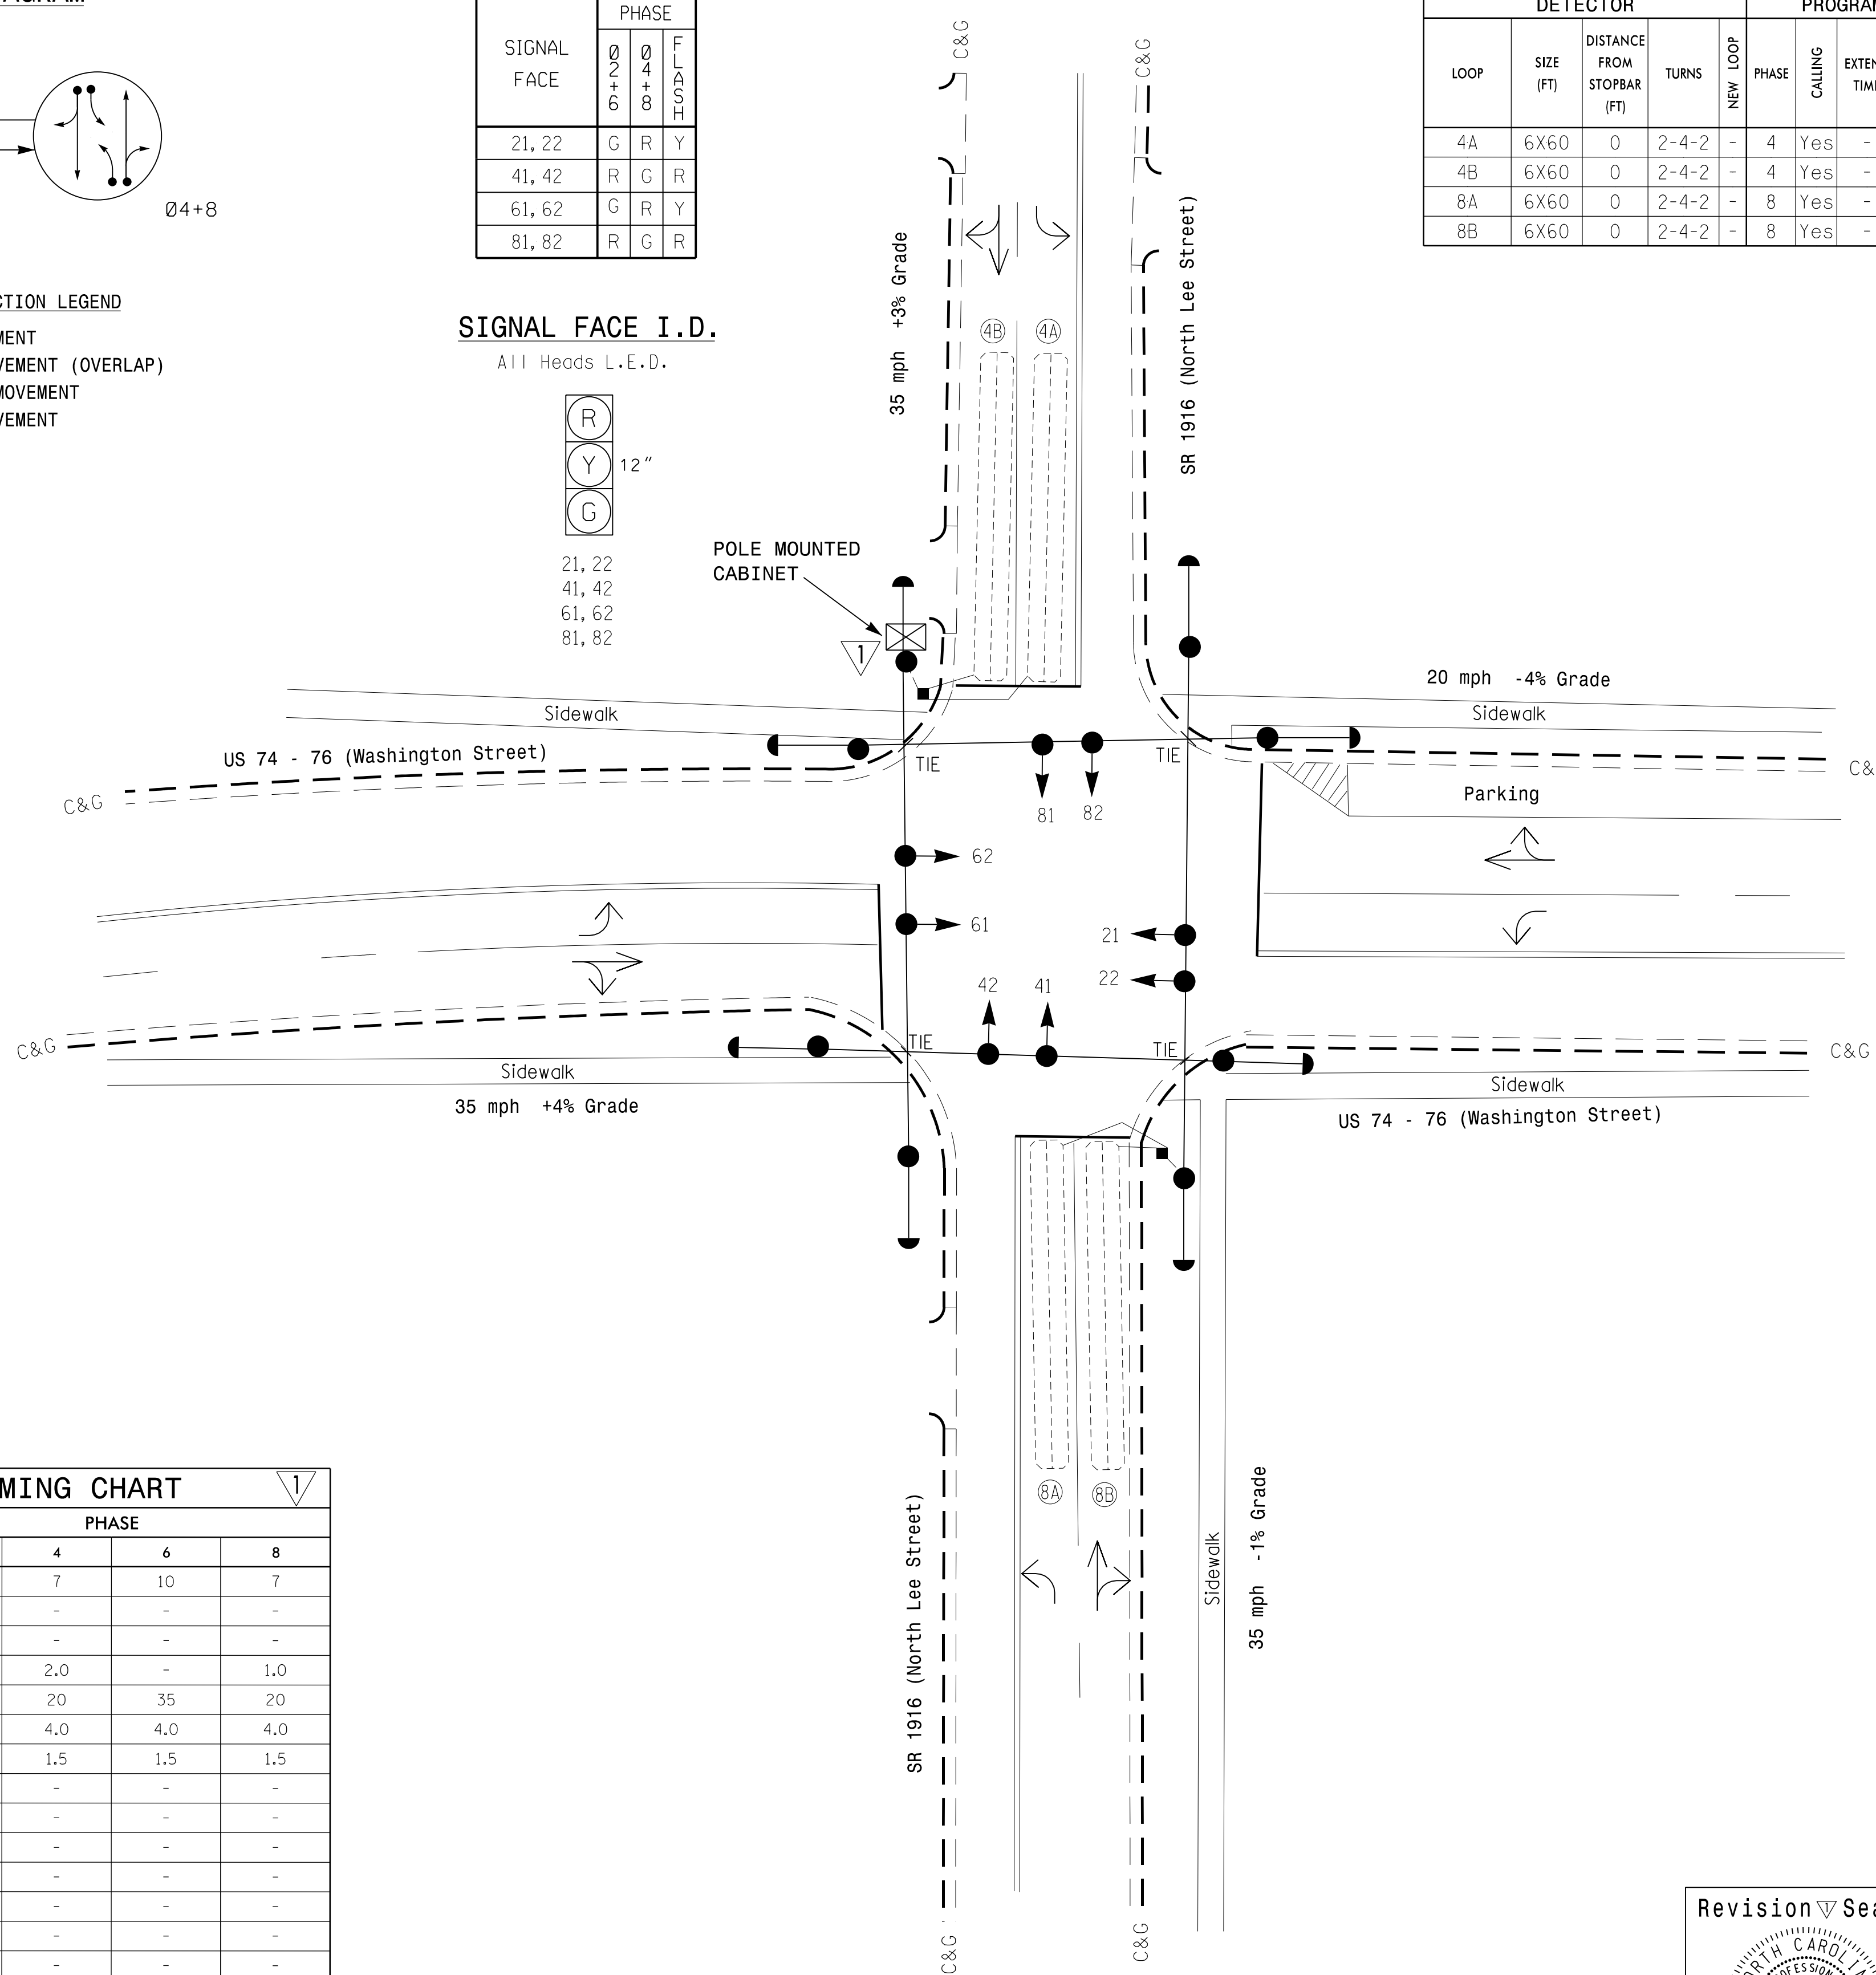 PHASE
SIGNAL FACE
Ø2+6
Ø4+8
FLASH
21, 22 G R Y
41, 42 R G R
61, 62 G R Y
81, 82 R G R
DETECTOR
LOOP
SIZE (FT)
DISTANCE FROM STOPBAR (FT)
TURNS
NEW LOOP
PHASE
CALLING
4A 6X60 0 2-4-2 - 4 Yes -
4B 6X60 0 2-4-2 - 4 Yes -
8A 6X60 0 2-4-2 - 8 Yes -
8B 6X60 0 2-4-2 - 8 Yes -
Ø4+8
LEGEND
(OVERLAP)
SIGNAL FACE I.D.
All Heads L.E.D.
R
Y 12"
G
21, 22
41, 42
61, 62
81, 82
POLE MOUNTED
CABINET
1
C&G
C&G
35 mph +3% Grade
SR 1916 (North Lee Street)
4B
4A
20 mph -4% Grade
Sidewalk
Sidewalk
US 74 - 76 (Washington Street)
TIE
TIE
C&G
Parking
81
82
62
61
21
22
42
41
TIE
TIE
C&G
C&G
Sidewalk
Sidewalk
35 mph +4% Grade
US 74 - 76 (Washington Street)
8A
8B
SR 1916 (North Lee Street)
Sidewalk
35 mph -1% Grade
C&G
C&G
CHART 1
PHASE
4 6 8
7 10 7
- - -
- - -
2.0 - 1.0
20 35 20
4.0 4.0 4.0
1.5 1.5 1.5
- - -
- - -
- - -
- - -
- - -
- - -
- - -
Revision 1